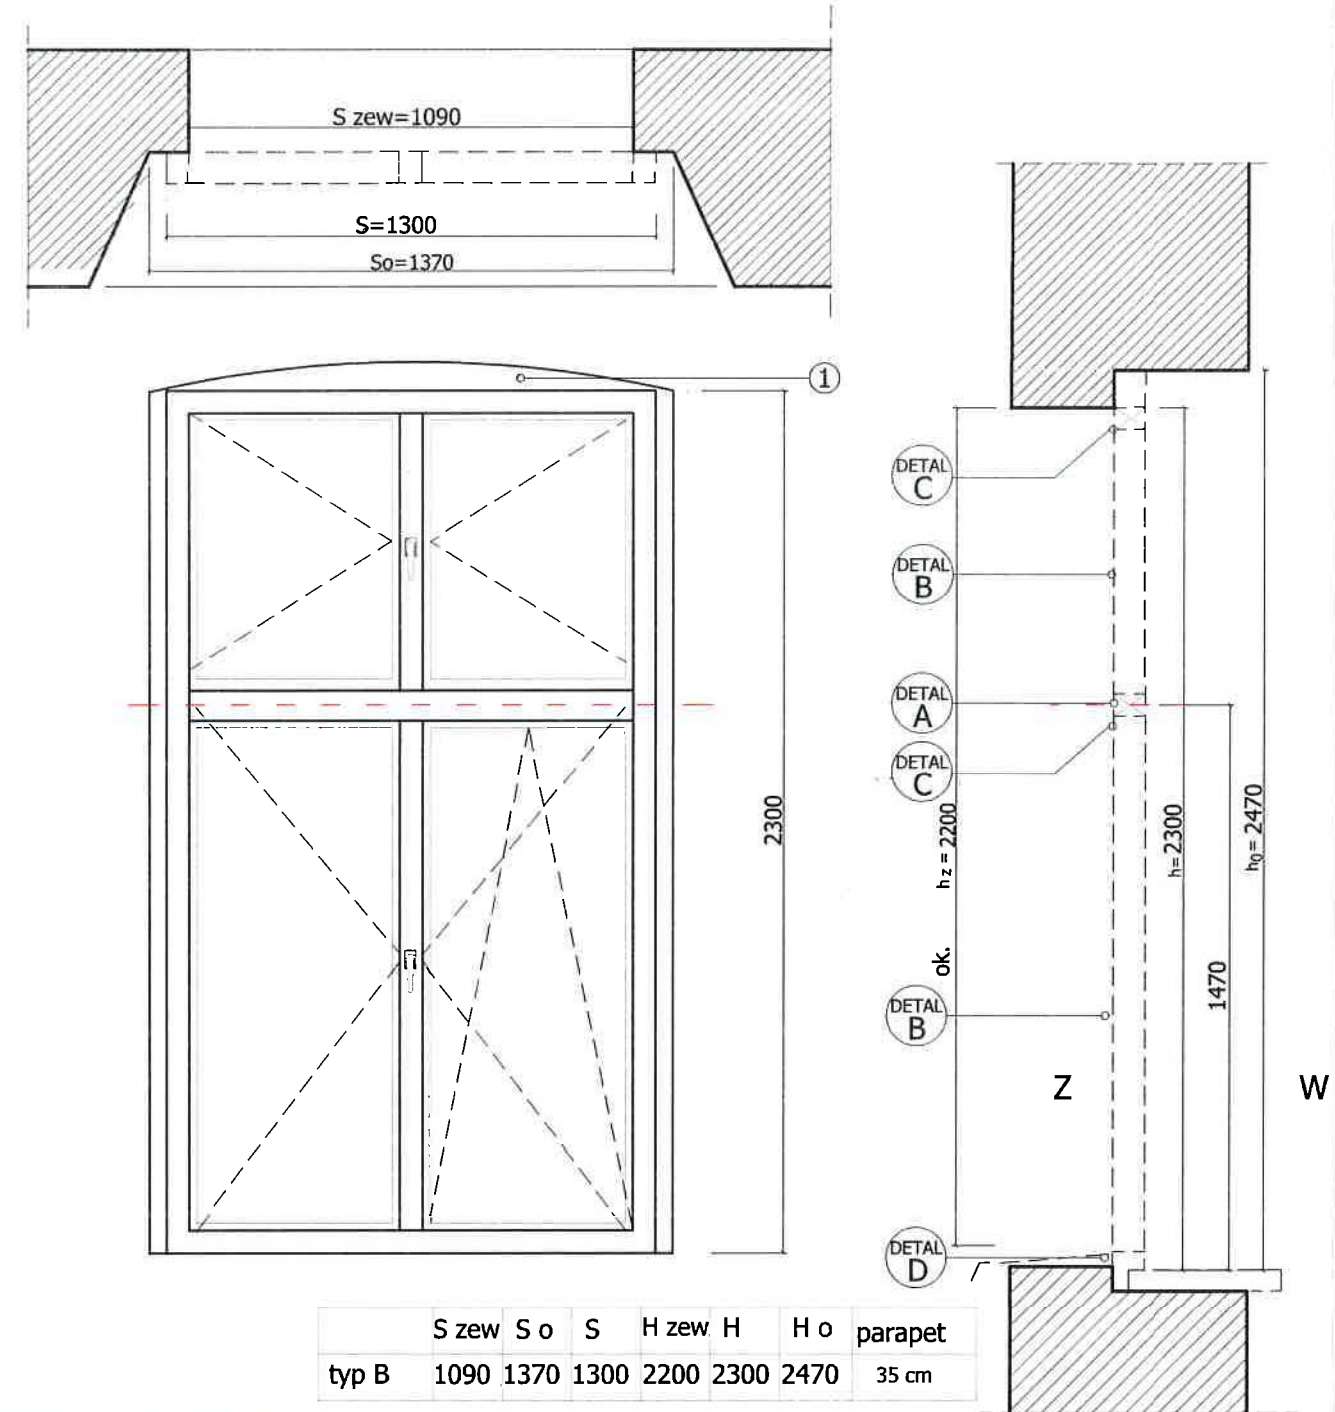 S zew=1090
S=1300
So=1370
1
DETAL
C
DETAL
B
DETAL
A
DETAL
C
2300
ok. hz = 2200
h=2300
h0= 2470
1470
DETAL
B
Z
W
DETAL
D
S zew S o S H zew H H o parapet
typ B 1090 1370 1300 2200 2300 2470 35 cm